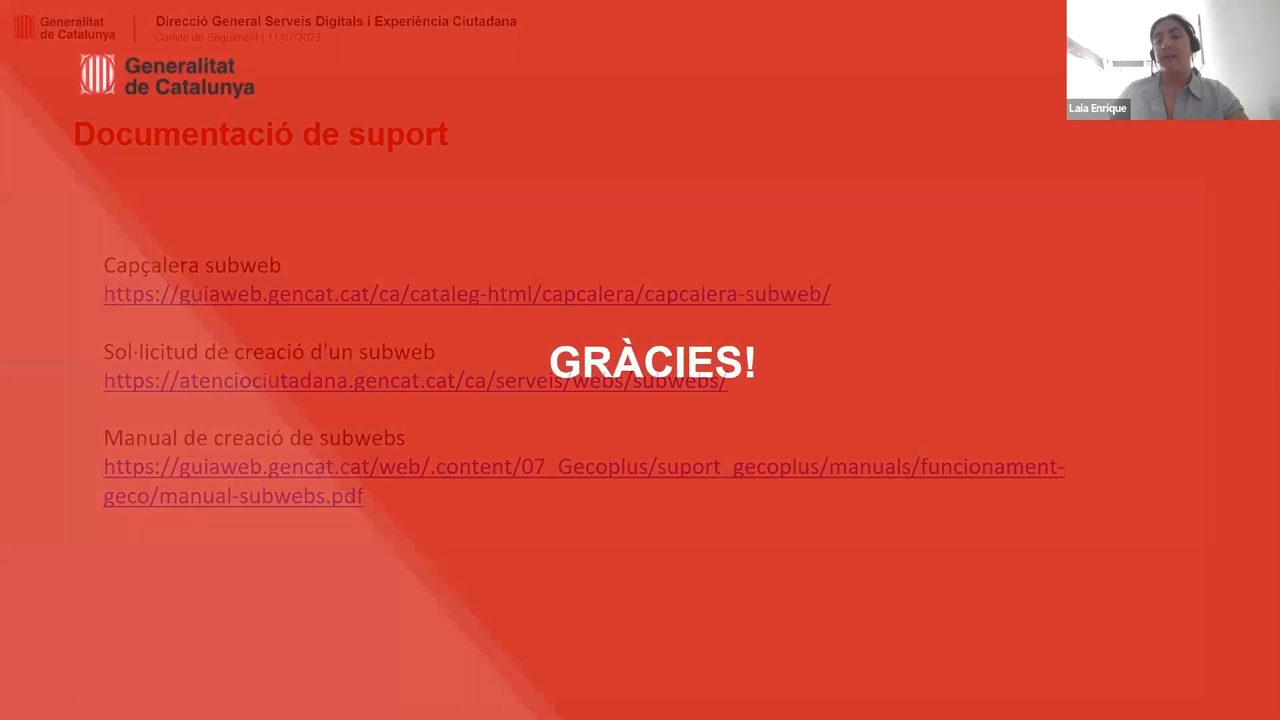 Generalitat
de Catalunya
Direcció General Serveis Digitals i Experiència Ciutadana
Comitè de Seguiment | 11/07/2023
Generalitat
de Catalunya
Laia Enrique
Documentació de suport
Capçalera subweb
https://guiaweb.gencat.cat/ca/cataleg-html/capcalera/capcalera-subweb/
Sol·licitud de creació d'un subweb
GRÀCIES!
https://atenciociutadana.gencat.cat/ca/serveis/webs/subwebs/
Manual de creació de subwebs
https://guiaweb.gencat.cat/web/.content/07_Gecoplus/suport_gecoplus/manuals/funcionament-
geco/manual-subwebs.pdf